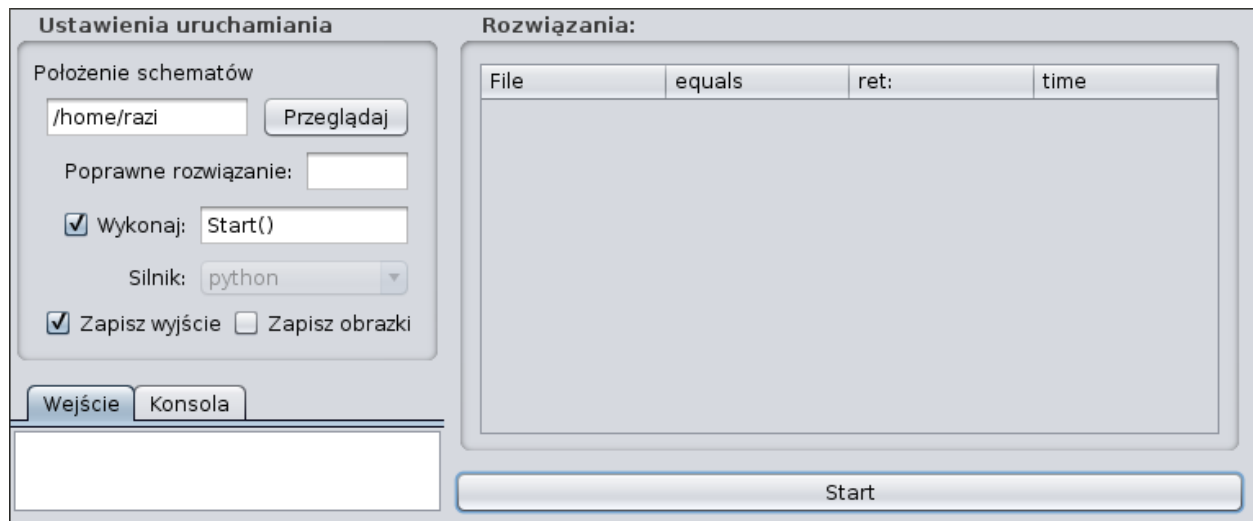 Ustawienia uruchamiania
Położenie schematów
/home/razi Przeglądaj
Poprawne rozwiązanie:
Wykonaj: Start()
Silnik: python
Zapisz wyjście Zapisz obrazki
Wejście Konsola
Rozwiązania:
File equals ret: time
Start